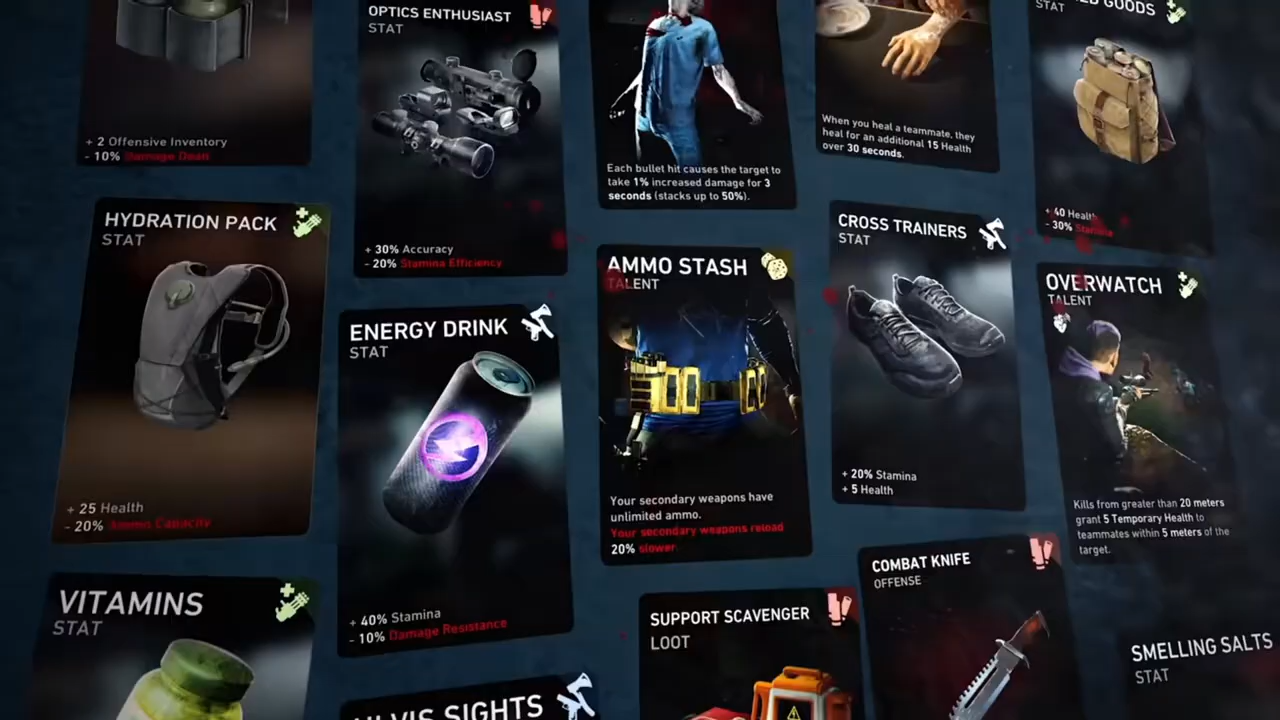 + 2 Offensive Inventory
- 10% Damage Dealt
HYDRATION PACK
STAT
+ 25 Health
- 20% Ammo Capacity
VITAMINS
STAT
OPTICS ENTHUSIAST
STAT
+ 30% Accuracy
- 20% Stamina Efficiency
ENERGY DRINK
STAT
+ 40% Stamina
- 10% Damage Resistance
SIGHTS
Each bullet hit causes the target to
take 1% increased damage for 3
seconds (stacks up to 50%).
AMMO STASH
TALENT
Your secondary weapons have
unlimited ammo.
Your secondary weapons reload
20% slower.
SUPPORT SCAVENGER
LOOT
When you heal a teammate, they
heal for an additional 15 Health
over 30 seconds.
CROSS TRAINERS
STAT
+ 20% Stamina
+ 5 Health
COMBAT KNIFE
OFFENSE
GOODS
STAT
+ 40 Health
- 30% Stamina
OVERWATCH
TALENT
Kills from greater than 20 meters
grant 5 Temporary Health to
teammates within 5 meters of the
target.
SMELLING SALTS
STAT